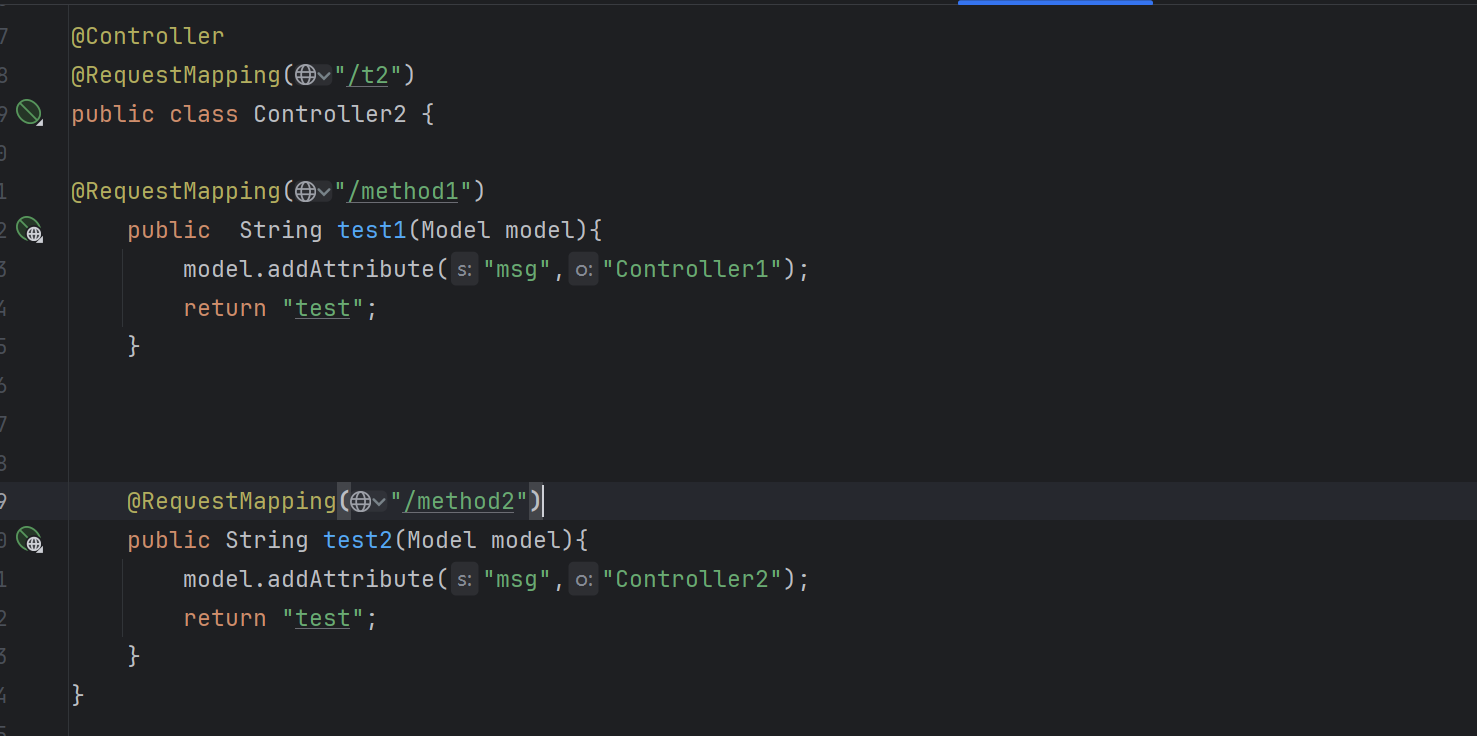 7 @Controller
8 @RequestMapping("/t2")
9 public class Controller2 {
0
1 @RequestMapping("/method1")
2 public  String test1(Model model){
3 model.addAttribute( s: "msg", o: "Controller1");
4 return "test";
5 }
6
7
8
9 @RequestMapping("/method2")
0 public String test2(Model model){
1 model.addAttribute( s: "msg", o: "Controller2");
2 return "test";
3 }
4 }
5